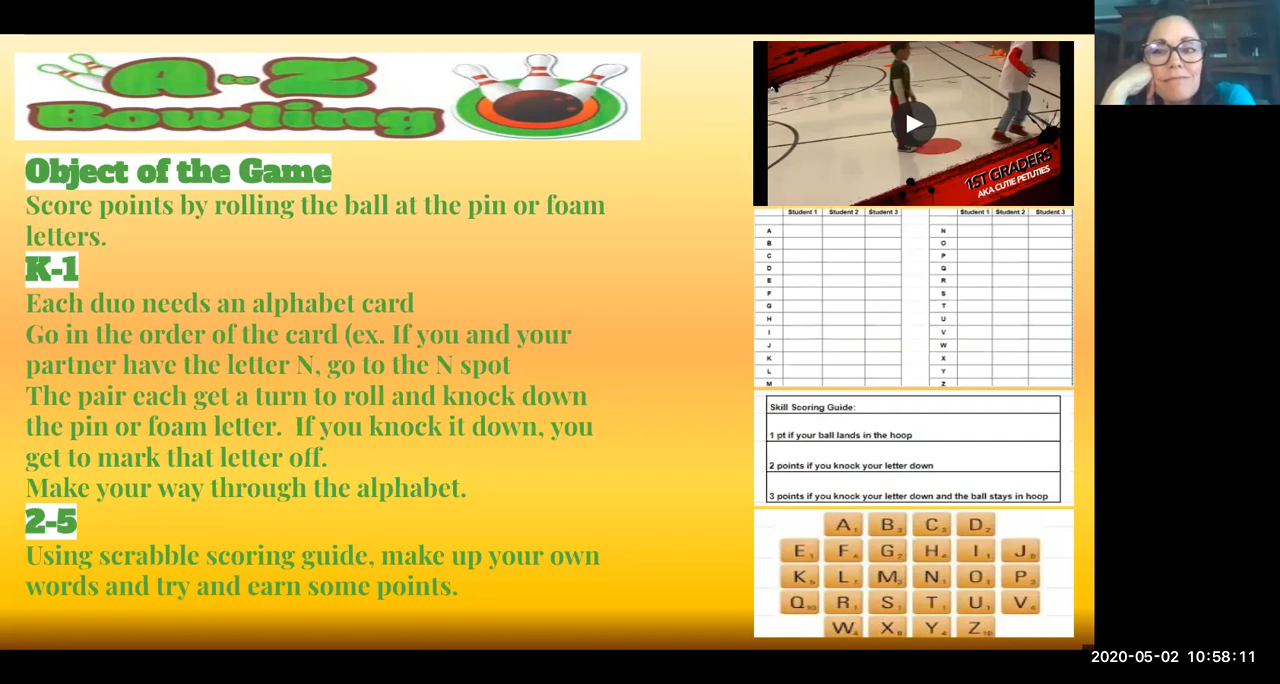 A to Z
Bowling
Object of the Game
Score points by rolling the ball at the pin or foam
letters.
K-1
Each duo needs an alphabet card
Go in the order of the card (ex. If you and your
partner have the letter N, go to the N spot
The pair each get a turn to roll and knock down
the pin or foam letter.  If you knock it down, you
get to mark that letter off.
Make your way through the alphabet.
2-5
Using scrabble scoring guide, make up your own
words and try and earn some points.
1ST GRADERS
AKA CUTIE PETUTIES
Student 1 Student 2 Student 3 Student 1 Student 2 Student 3
A N
B O
C P
D Q
E R
F S
G T
H U
I V
J W
K X
L Y
M Z
Skill Scoring Guide:
1 pt if your ball lands in the hoop
2 points if you knock your letter down
3 points if you knock your letter down and the ball stays in hoop
A B C D
E F G H I J
K L M N O P
Q R S T U V
W X Y Z
2020-05-02 10:58:11